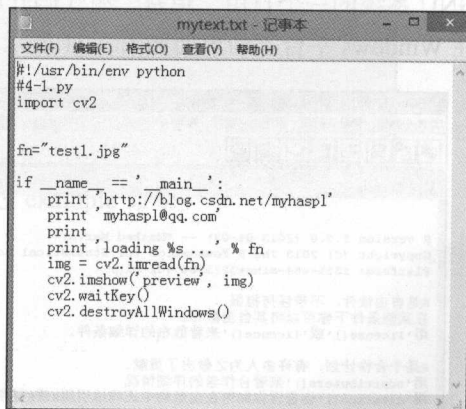 mytext.txt - 记事本
文件(F) 编辑(E) 格式(O) 查看(V) 帮助(H)
#!/usr/bin/env python
#4-1.py
import cv2
fn="test1.jpg"
if __name__ == '__main__':
print 'http://blog.csdn.net/myhaspl'
print 'myhaspl@qq.com'
print
print 'loading %s ...' % fn
img = cv2.imread(fn)
cv2.imshow('preview', img)
cv2.waitKey()
cv2.destroyAllWindows()